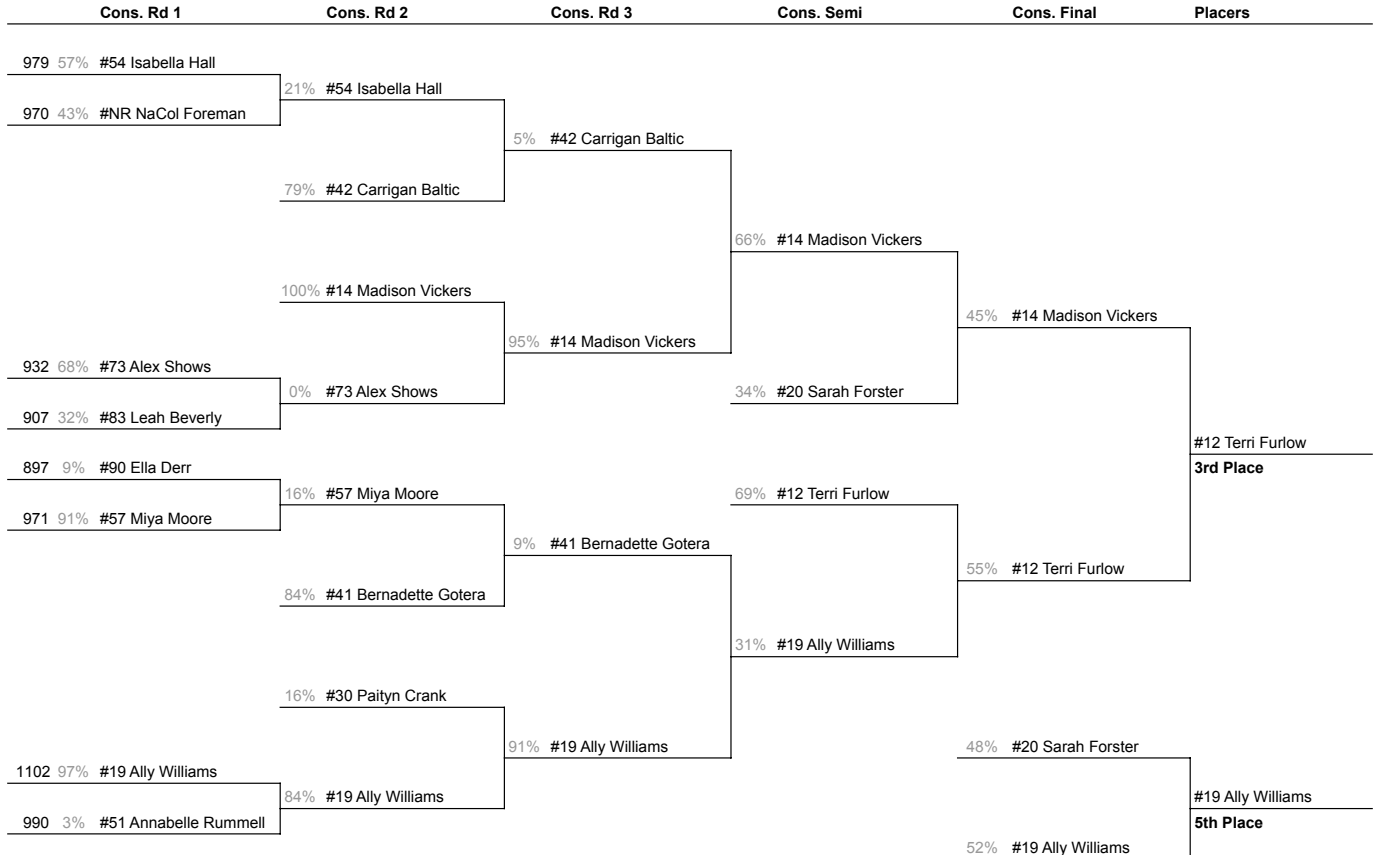 Cons. Rd 1 Cons. Rd 2 Cons. Rd 3 Cons. Semi Cons. Final Placers
979 57% #54 Isabella Hall
21% #54 Isabella Hall
970 43% #NR NaCol Foreman
5% #42 Carrigan Baltic
79% #42 Carrigan Baltic
66% #14 Madison Vickers
100% #14 Madison Vickers
45% #14 Madison Vickers
95% #14 Madison Vickers
932 68% #73 Alex Shows
0% #73 Alex Shows
34% #20 Sarah Forster
907 32% #83 Leah Beverly
#12 Terri Furlow
897 9% #90 Ella Derr
3rd Place
16% #57 Miya Moore
69% #12 Terri Furlow
971 91% #57 Miya Moore
9% #41 Bernadette Gotera
55% #12 Terri Furlow
84% #41 Bernadette Gotera
31% #19 Ally Williams
16% #30 Paityn Crank
91% #19 Ally Williams
48% #20 Sarah Forster
1102 97% #19 Ally Williams
84% #19 Ally Williams
#19 Ally Williams
990 3% #51 Annabelle Rummell
5th Place
52% #19 Ally Williams